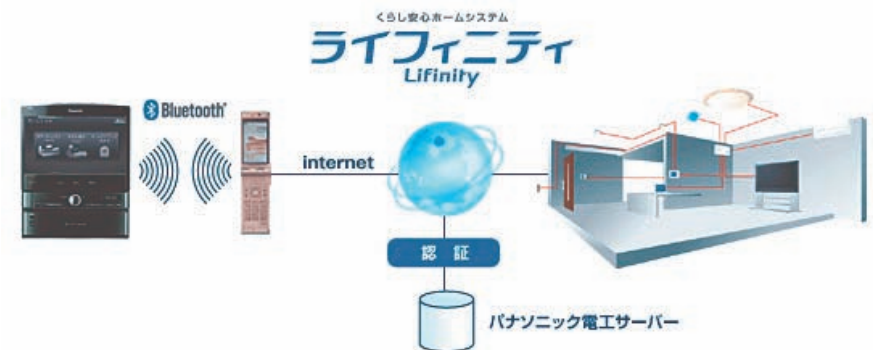 くらし安心ホームシステム
ライフィニティ
Lifinity
Bluetooth®
internet
認証
パナソニック電工サーバー